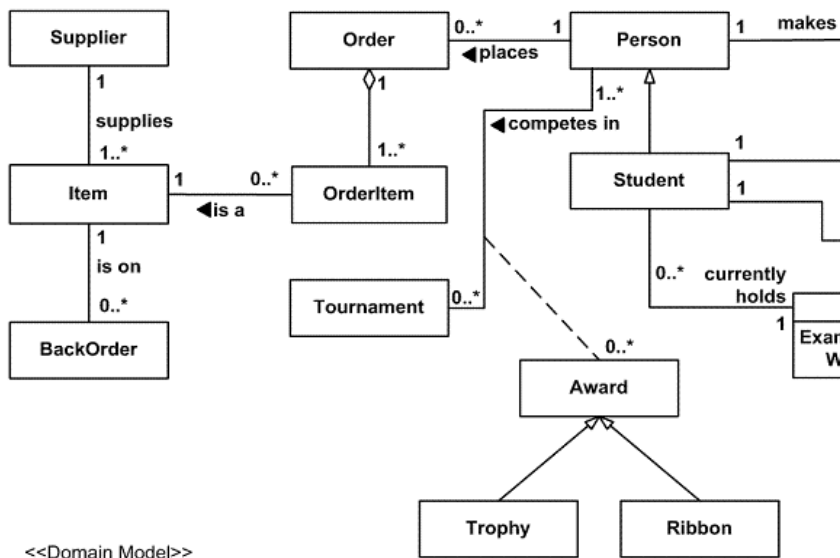 Supplier
Order
0..*
1
Person
1
makes
◀places
1
1
1..*
supplies
◀competes in
1..*
1..*
1
Item
1
0..*
OrderItem
Student
1
◀is a
1
is on
0..*
currently
holds
0..*
Tournament
0..*
1
BackOrder
0..*
Exam
W
Award
Trophy
Ribbon
<<Domain Model>>